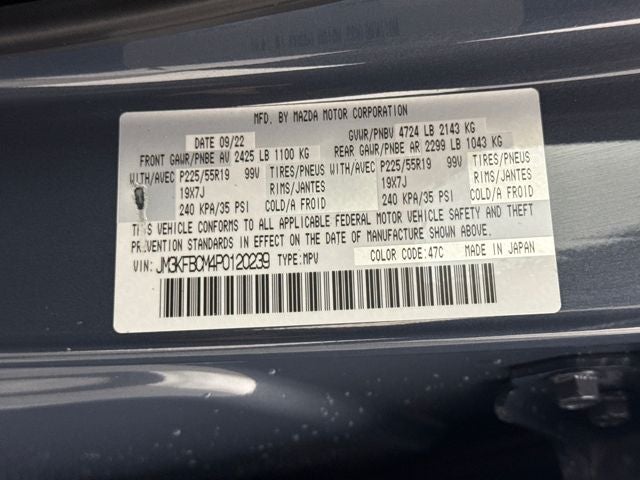 MFD. BY MAZDA MOTOR CORPORATION
DATE 09/22 GVWR/PNBV 4724 LB 2143 KG
FRONT GAWR/PNBE AV 2425 LB 1100 KG REAR GAWR/PNBE AR 2299 LB 1043 KG
WITH/AVEC P225/55R19 99V TIRES/PNEUS WITH/AVEC P225/55R19 99V TIRES/PNEUS
19X7J RIMS/JANTES 19X7J RIMS/JANTES
240 KPA/35 PSI COLD/A FROID 240 KPA/35 PSI COLD/A FROID
THIS VEHICLE CONFORMS TO ALL APPLICABLE FEDERAL MOTOR VEHICLE SAFETY AND THEFT
PREVENTION STANDARDS IN EFFECT ON THE DATE OF MANUFACTURE SHOWN ABOVE.
VIN: JM3KFBCM4P0120239 TYPE: MPV COLOR CODE: 47C MADE IN JAPAN